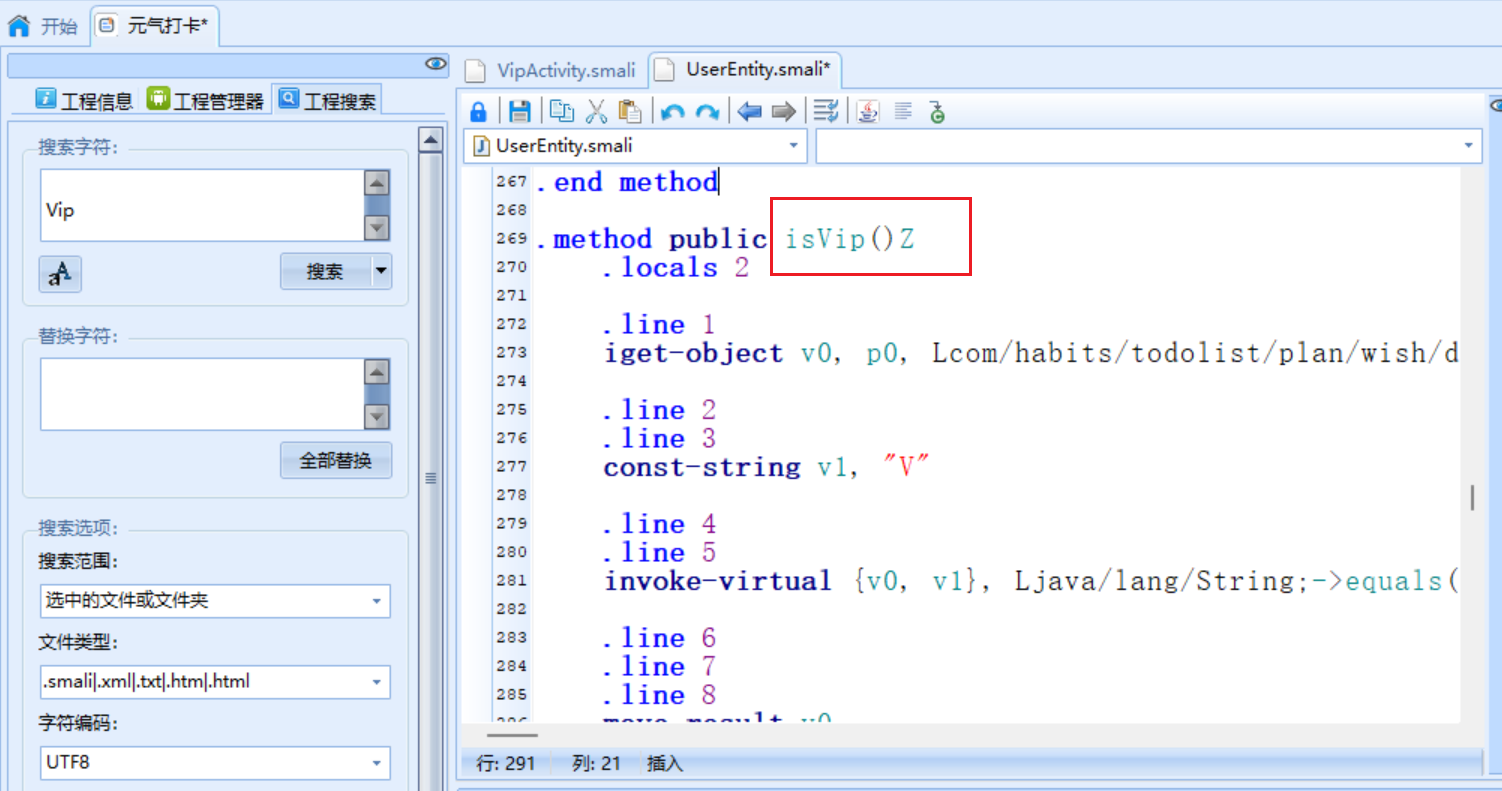 开始
元气打卡*
工程信息
工程管理器
工程搜索
搜索字符:
Vip
搜索
替换字符:
全部替换
搜索选项:
搜索范围:
选中的文件或文件夹
文件类型:
.smali|.xml|.txt|.htm|.html
字符编码:
UTF8
VipActivity.smali
UserEntity.smali*
UserEntity.smali
267 .end method
268
269 .method public isVip()Z
270 .locals 2
271
272 .line 1
273 iget-object v0, p0, Lcom/habits/todolist/plan/wish/d
274
275 .line 2
276 .line 3
277 const-string v1, "V"
278
279 .line 4
280 .line 5
281 invoke-virtual {v0, v1}, Ljava/lang/String;->equals(
282
283 .line 6
284 .line 7
285 .line 8
286 move-result v0
行: 291 列: 21 插入